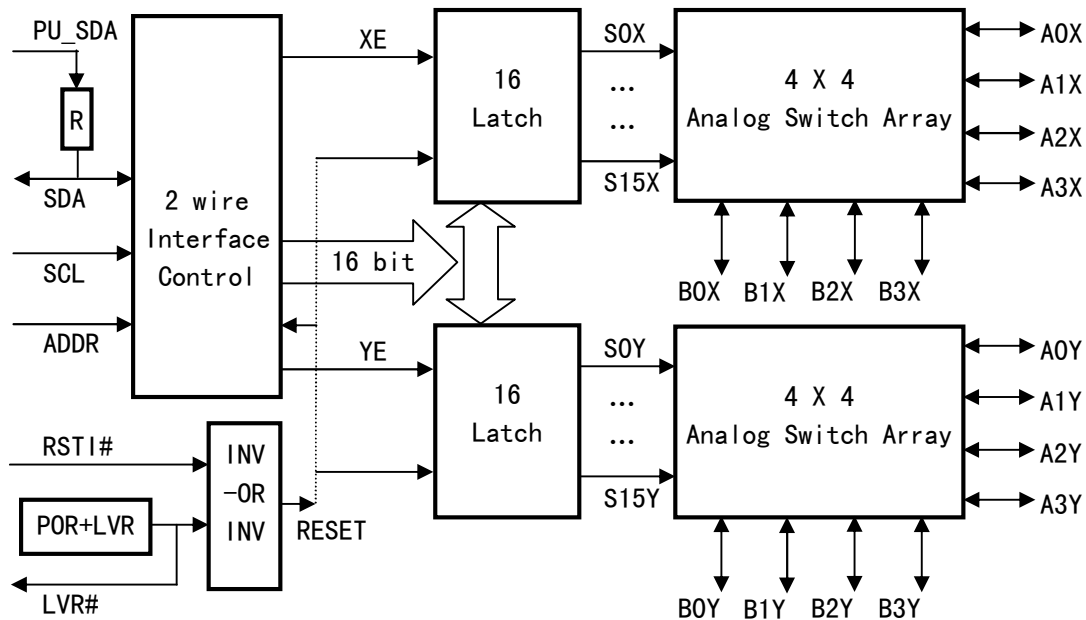 PU_SDA
R
SDA
SCL
ADDR
2 wire
Interface
Control
XE
16 bit
YE
16
Latch
S0X
...
...
S15X
4 X 4
Analog Switch Array
A0X
A1X
A2X
A3X
B0X B1X B2X B3X
16
Latch
S0Y
...
...
S15Y
4 X 4
Analog Switch Array
A0Y
A1Y
A2Y
A3Y
B0Y B1Y B2Y B3Y
RSTI#
POR+LVR
LVR#
INV
-OR
INV
RESET